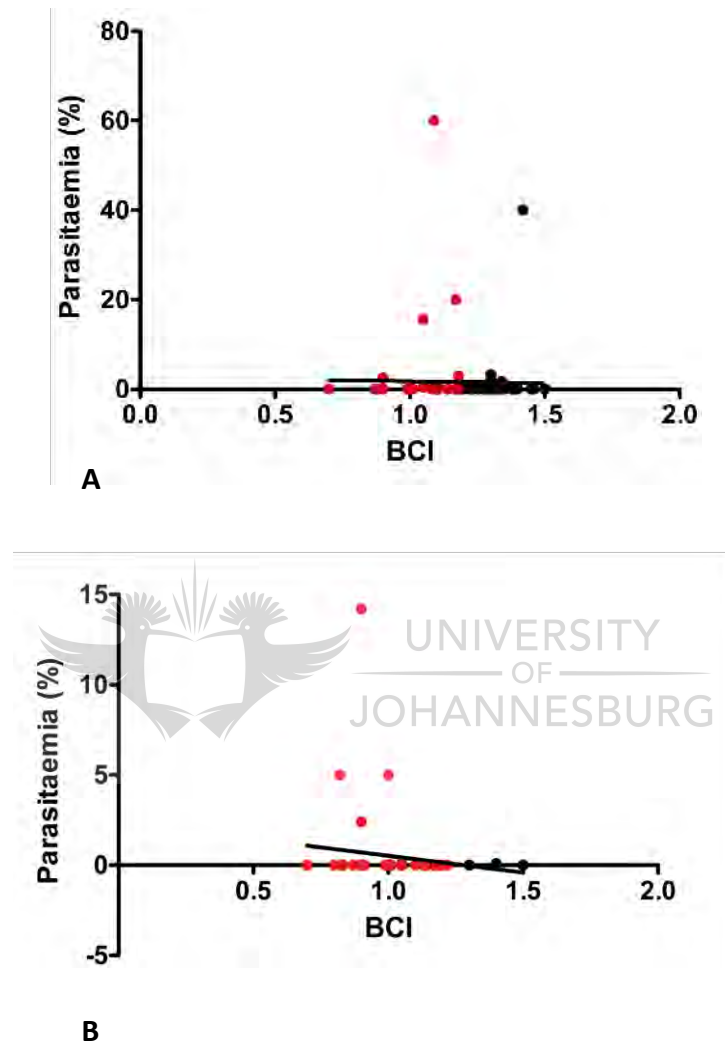 80
60
40
20
0
Parasitaemia (%)
0.0 0.5 1.0 1.5 2.0
BCI
A
15
10
5
0
-5
Parasitaemia (%)
UNIVERSITY
OF
JOHANNESBURG
0.5 1.0 1.5 2.0
BCI
B